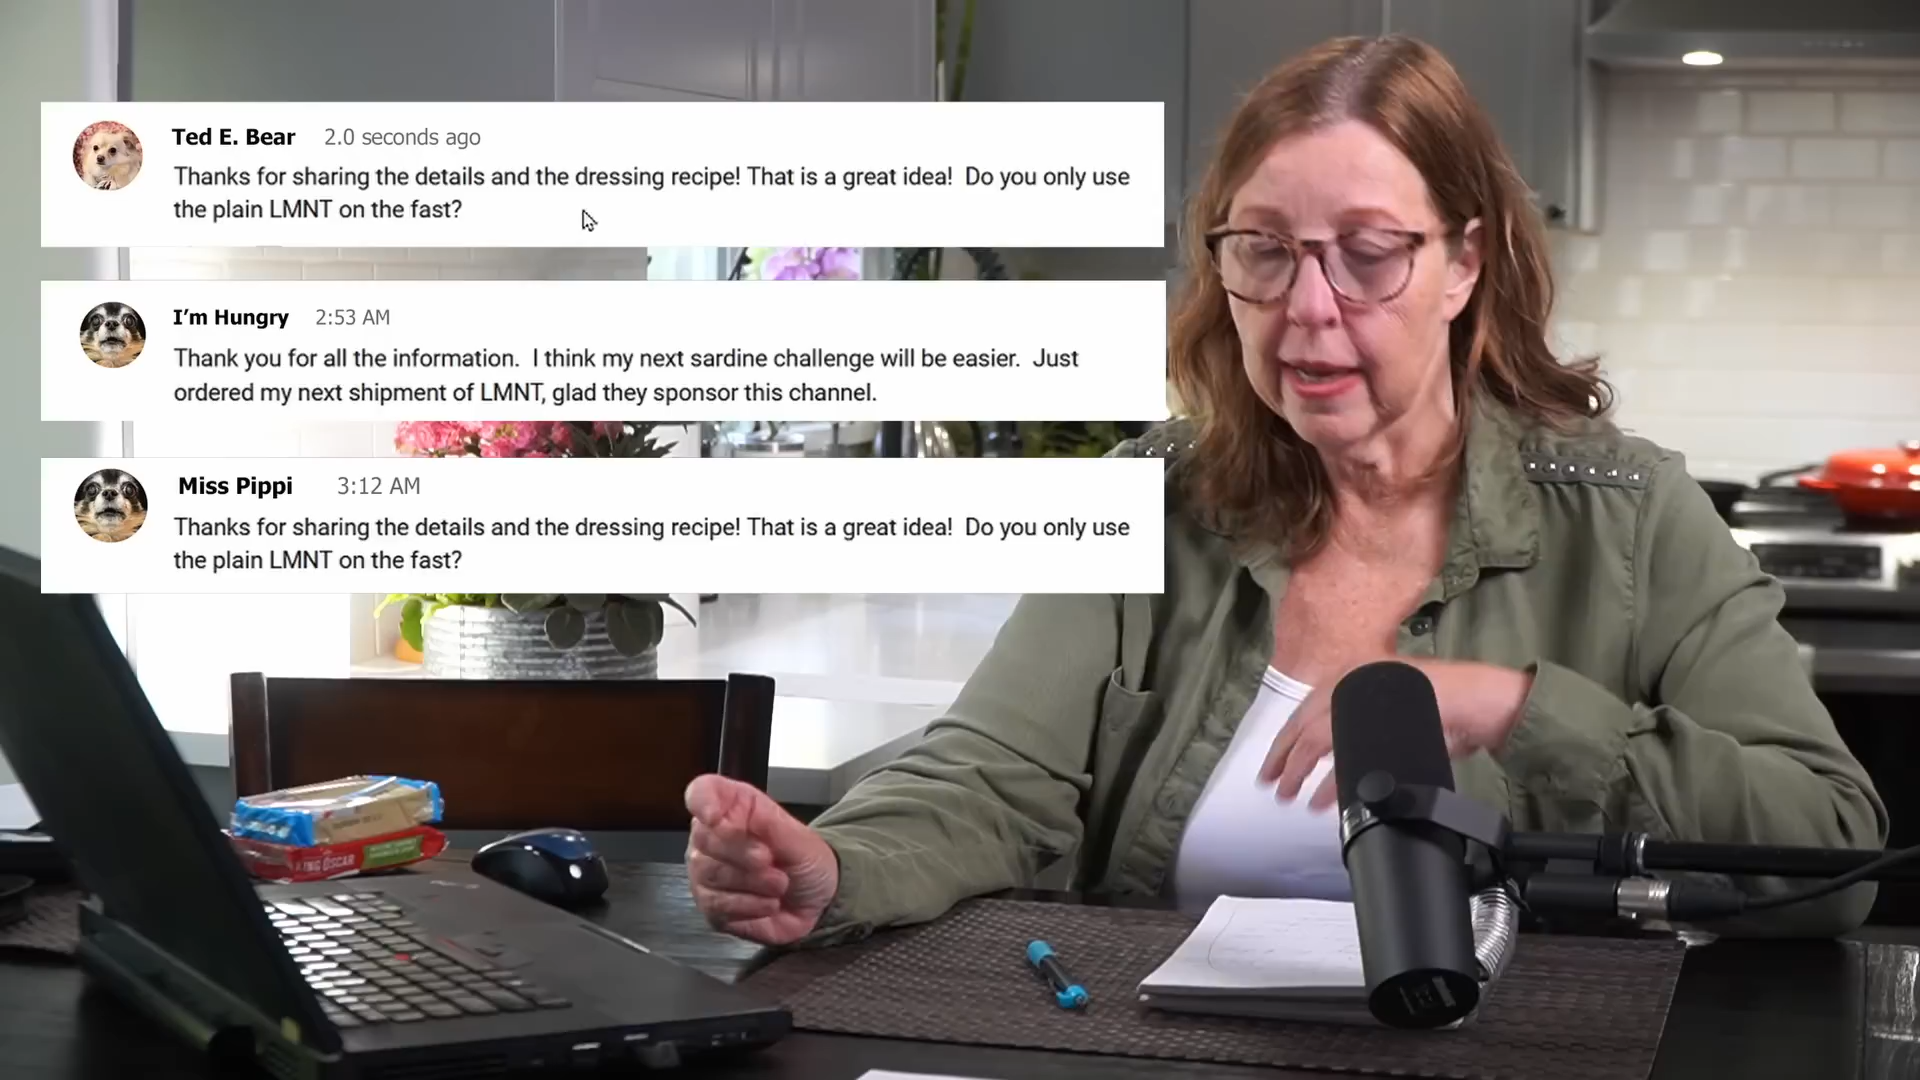 Ted E. Bear 2.0 seconds ago
Thanks for sharing the details and the dressing recipe! That is a great idea!  Do you only use
the plain LMNT on the fast?
I’m Hungry 2:53 AM
Thank you for all the information.  I think my next sardine challenge will be easier.  Just
ordered my next shipment of LMNT, glad they sponsor this channel.
Miss Pippi 3:12 AM
Thanks for sharing the details and the dressing recipe! That is a great idea!  Do you only use
the plain LMNT on the fast?
KING OSCAR